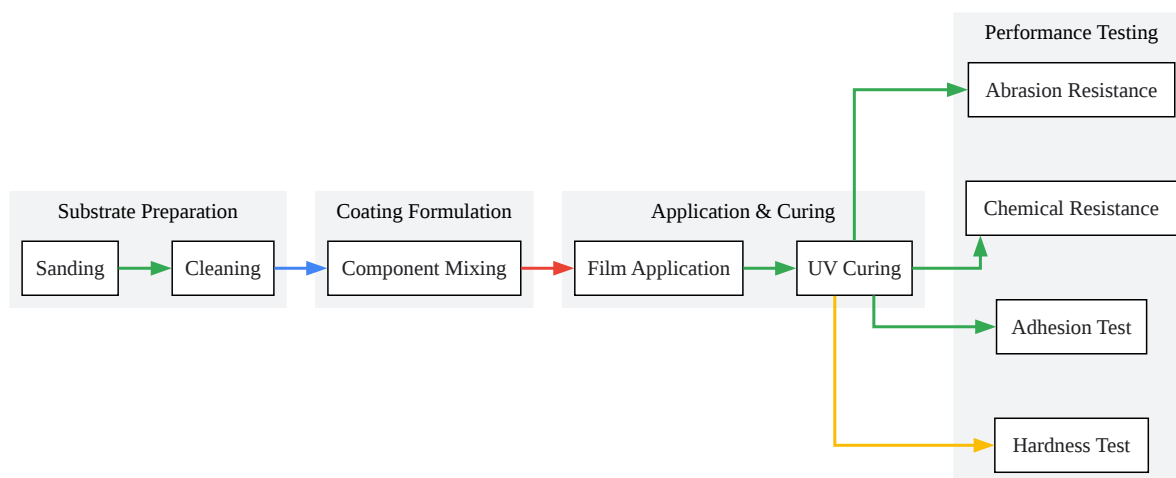 Performance Testing
Abrasion Resistance
Substrate Preparation
Coating Formulation
Application & Curing
Chemical Resistance
Sanding
Cleaning
Component Mixing
Film Application
UV Curing
Adhesion Test
Hardness Test